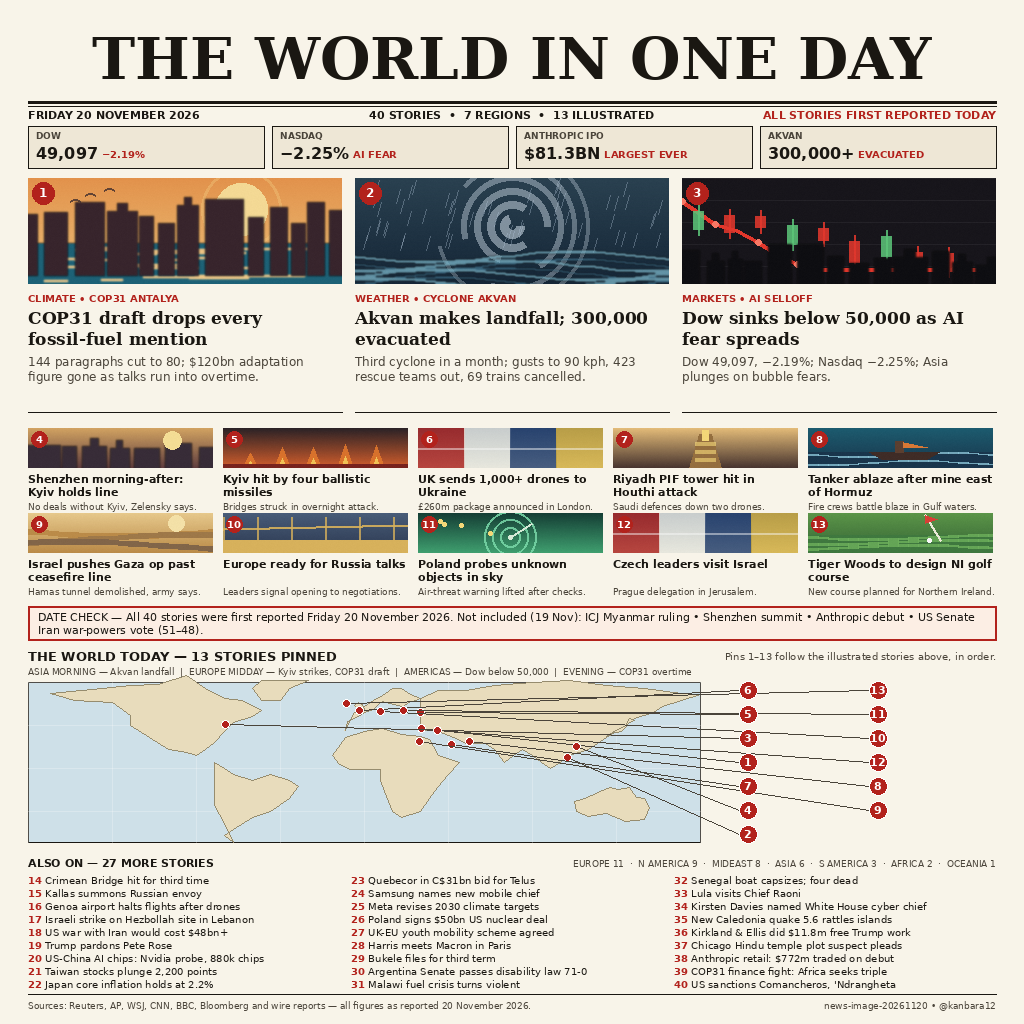 THE WORLD IN ONE DAY
FRIDAY 20 NOVEMBER 2026
40 STORIES • 7 REGIONS • 13 ILLUSTRATED
ALL STORIES FIRST REPORTED TODAY
DOW
49,097 −2.19%
NASDAQ
−2.25% AI FEAR
ANTHROPIC IPO
$81.3BN LARGEST EVER
AKVAN
300,000+ EVACUATED
1
CLIMATE • COP31 ANTALYA
COP31 draft drops every
fossil-fuel mention
144 paragraphs cut to 80; $120bn adaptation
figure gone as talks run into overtime.
2
WEATHER • CYCLONE AKVAN
Akvan makes landfall; 300,000
evacuated
Third cyclone in a month; gusts to 90 kph, 423
rescue teams out, 69 trains cancelled.
3
MARKETS • AI SELLOFF
Dow sinks below 50,000 as AI
fear spreads
Dow 49,097, −2.19%; Nasdaq −2.25%; Asia
plunges on bubble fears.
4
Shenzhen morning-after:
Kyiv holds line
No deals without Kyiv, Zelensky says.
5
Kyiv hit by four ballistic
missiles
Bridges struck in overnight attack.
6
UK sends 1,000+ drones to
Ukraine
£260m package announced in London.
7
Riyadh PIF tower hit in
Houthi attack
Saudi defences down two drones.
8
Tanker ablaze after mine east
of Hormuz
Fire crews battle blaze in Gulf waters.
9
Israel pushes Gaza op past
ceasefire line
Hamas tunnel demolished, army says.
10
Europe ready for Russia talks
Leaders signal opening to negotiations.
11
Poland probes unknown
objects in sky
Air-threat warning lifted after checks.
12
Czech leaders visit Israel
Prague delegation in Jerusalem.
13
Tiger Woods to design NI golf
course
New course planned for Northern Ireland.
DATE CHECK — All 40 stories were first reported Friday 20 November 2026. Not included (19 Nov): ICJ Myanmar ruling • Shenzhen summit • Anthropic debut • US Senate
Iran war-powers vote (51–48).
THE WORLD TODAY — 13 STORIES PINNED
Pins 1–13 follow the illustrated stories above, in order.
ASIA MORNING — Akvan landfall | EUROPE MIDDAY — Kyiv strikes, COP31 draft | AMERICAS — Dow below 50,000 | EVENING — COP31 overtime
6
13
5
11
3
10
1
12
7
8
4
9
2
ALSO ON — 27 MORE STORIES
EUROPE 11 · N AMERICA 9 · MIDEAST 8 · ASIA 6 · S AMERICA 3 · AFRICA 2 · OCEANIA 1
14 Crimean Bridge hit for third time
15 Kallas summons Russian envoy
16 Genoa airport halts flights after drones
17 Israeli strike on Hezbollah site in Lebanon
18 US war with Iran would cost $48bn+
19 Trump pardons Pete Rose
20 US-China AI chips: Nvidia probe, 880k chips
21 Taiwan stocks plunge 2,200 points
22 Japan core inflation holds at 2.2%
23 Quebecor in C$31bn bid for Telus
24 Samsung names new mobile chief
25 Meta revises 2030 climate targets
26 Poland signs $50bn US nuclear deal
27 UK-EU youth mobility scheme agreed
28 Harris meets Macron in Paris
29 Bukele files for third term
30 Argentina Senate passes disability law 71-0
31 Malawi fuel crisis turns violent
32 Senegal boat capsizes; four dead
33 Lula visits Chief Raoni
34 Kirsten Davies named White House cyber chief
35 New Caledonia quake 5.6 rattles islands
36 Kirkland & Ellis did $11.8m free Trump work
37 Chicago Hindu temple plot suspect pleads
38 Anthropic retail: $772m traded on debut
39 COP31 finance fight: Africa seeks triple
40 US sanctions Comancheros, 'Ndrangheta
Sources: Reuters, AP, WSJ, CNN, BBC, Bloomberg and wire reports — all figures as reported 20 November 2026.
news-image-20261120 • @kanbara12